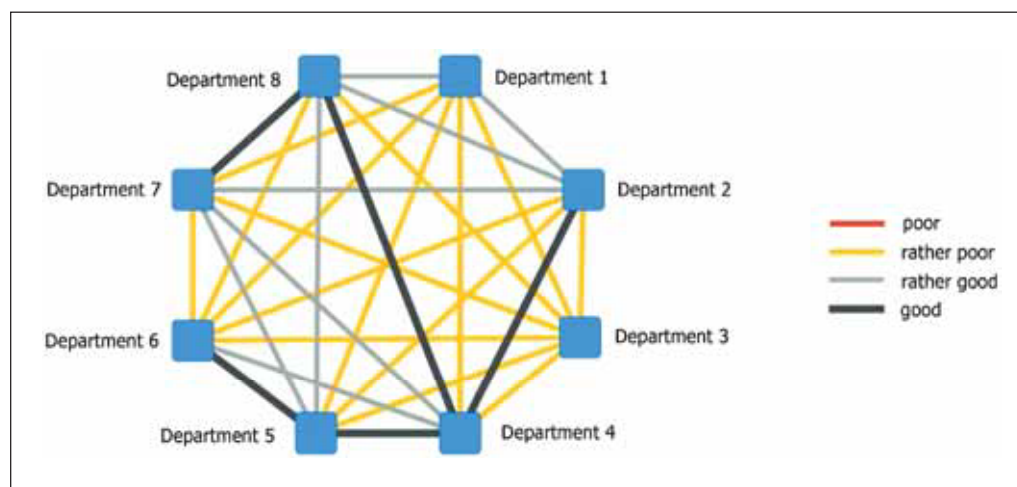 Department 8
Department 1
Department 7
Department 2
poor
rather poor
rather good
good
Department 6
Department 3
Department 5
Department 4